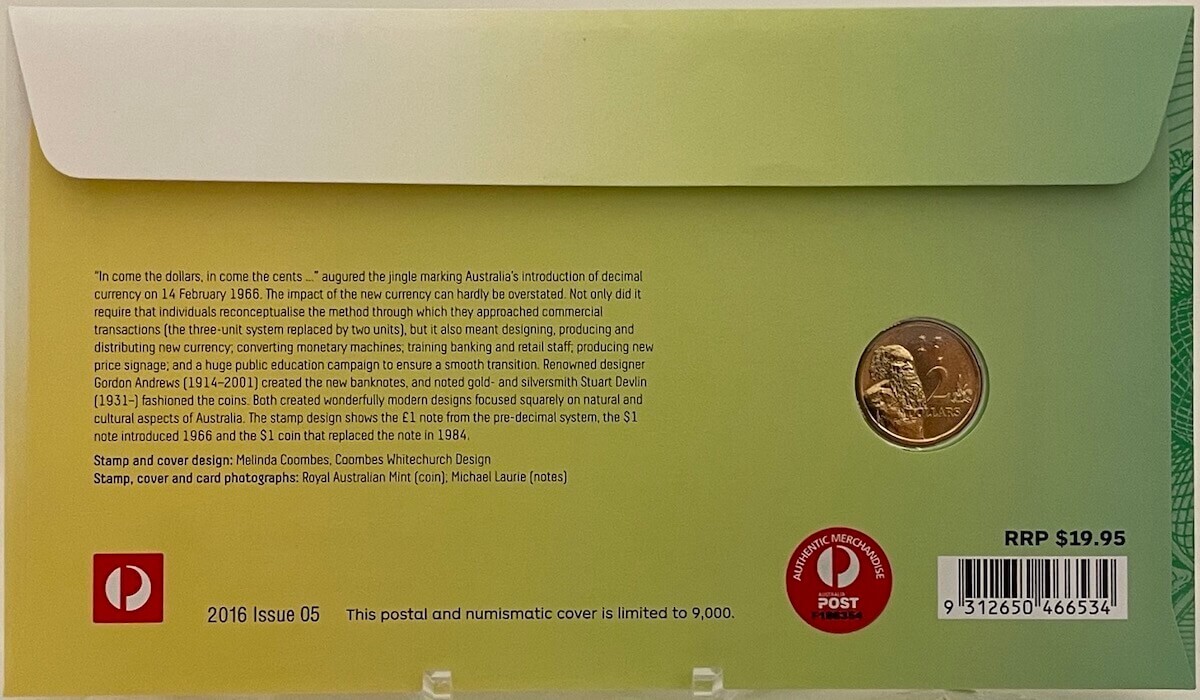 "In come the dollars, in come the cents ..." augured the jingle marking Australia's introduction of decimal
currency on 14 February 1966. The impact of the new currency can hardly be overstated. Not only did it
require that individuals reconceptualise the method through which they approached commercial
transactions (the three-unit system replaced by two units), but it also meant designing, producing and
distributing new currency; converting monetary machines; training banking and retail staff; producing new
price signage; and a huge public education campaign to ensure a smooth transition. Renowned designer
Gordon Andrews (1914–2001) created the new banknotes, and noted gold- and silversmith Stuart Devlin
(1931–) fashioned the coins. Both created wonderfully modern designs focused squarely on natural and
cultural aspects of Australia. The stamp design shows the £1 note from the pre-decimal system, the $1
note introduced 1966 and the $1 coin that replaced the note in 1984.
Stamp and cover design: Melinda Coombes, Coombes Whitechurch Design
Stamp, cover and card photographs: Royal Australian Mint (coin); Michael Laurie (notes)
2
DOLLARS
2016 Issue 05
This postal and numismatic cover is limited to 9,000.
AUTHENTIC MERCHANDISE
AUSTRALIA
POST
RRP $19.95
9 312650 466534